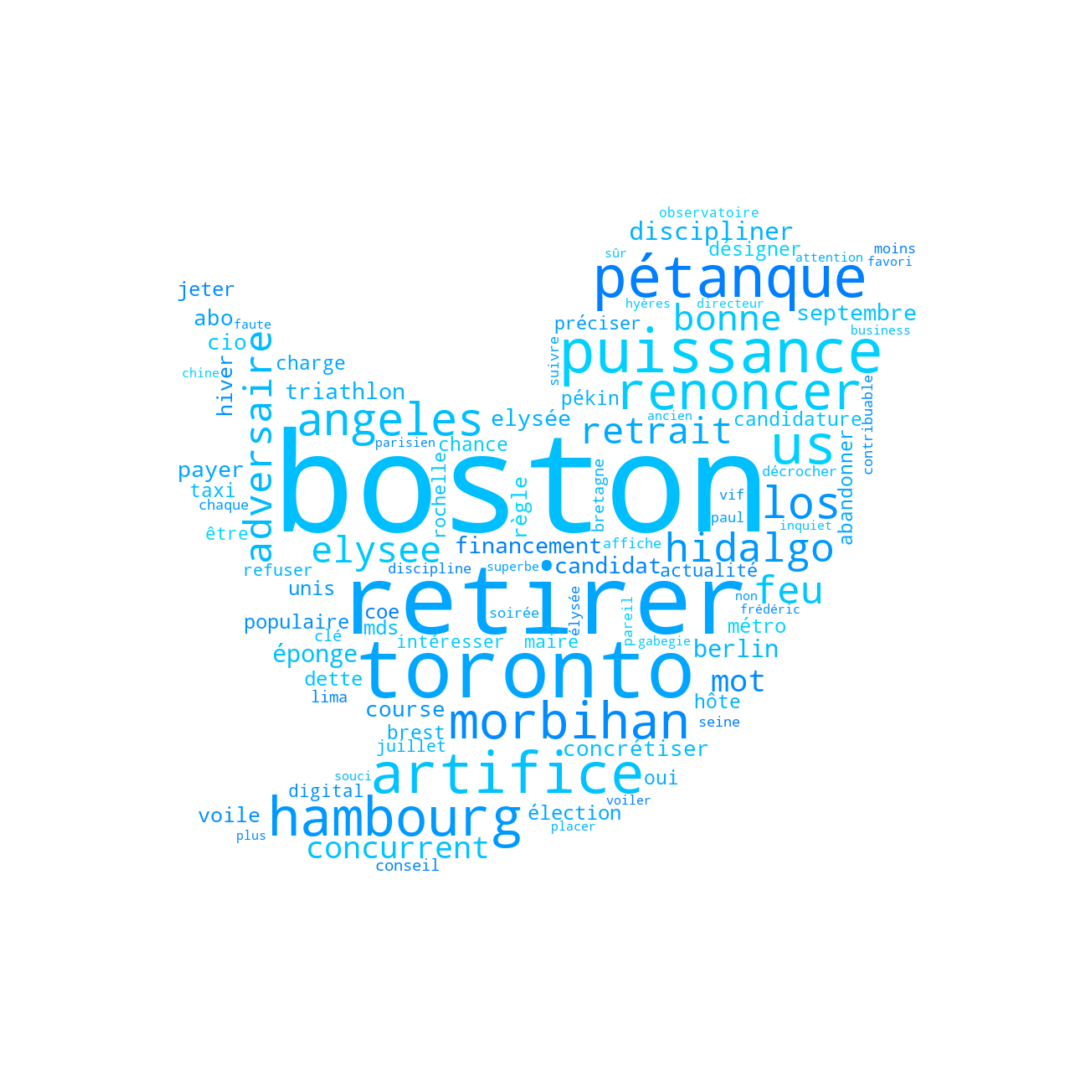 observatoire
discipliner
sûr
désigner
attention
moins
favori
pétanque
jeter
hyères
directeur
abo
faute
préciser
bonne
septembre
business
cio
adversaire
puissance
suivre
chine
hiver
charge
triathlon
pékin
renoncer
contribuable
angeles
elysée
ancien
candidature
parisien
chance
retrait
us
abandonner
payer
boston
décrocher
taxi
rochelle
règle
bretagne
vif
los
chaque
paul
inquiet
être
elysee
financement
affiche
hidalgo
refuser
discipline
superbe
candidat
actualité
unis
retirer
feu
non
frédéric
populaire
coe
soirée
élysée
pareil
mds
métro
clé
intéresser
maire
gabegie
berlin
éponge
toronto
dette
mot
lima
hôte
course
morbihan
seine
brest
juillet
concrétiser
souci
artifice
oui
digital
voiler
voile
hambourg
élection
placer
plus
concurrent
conseil